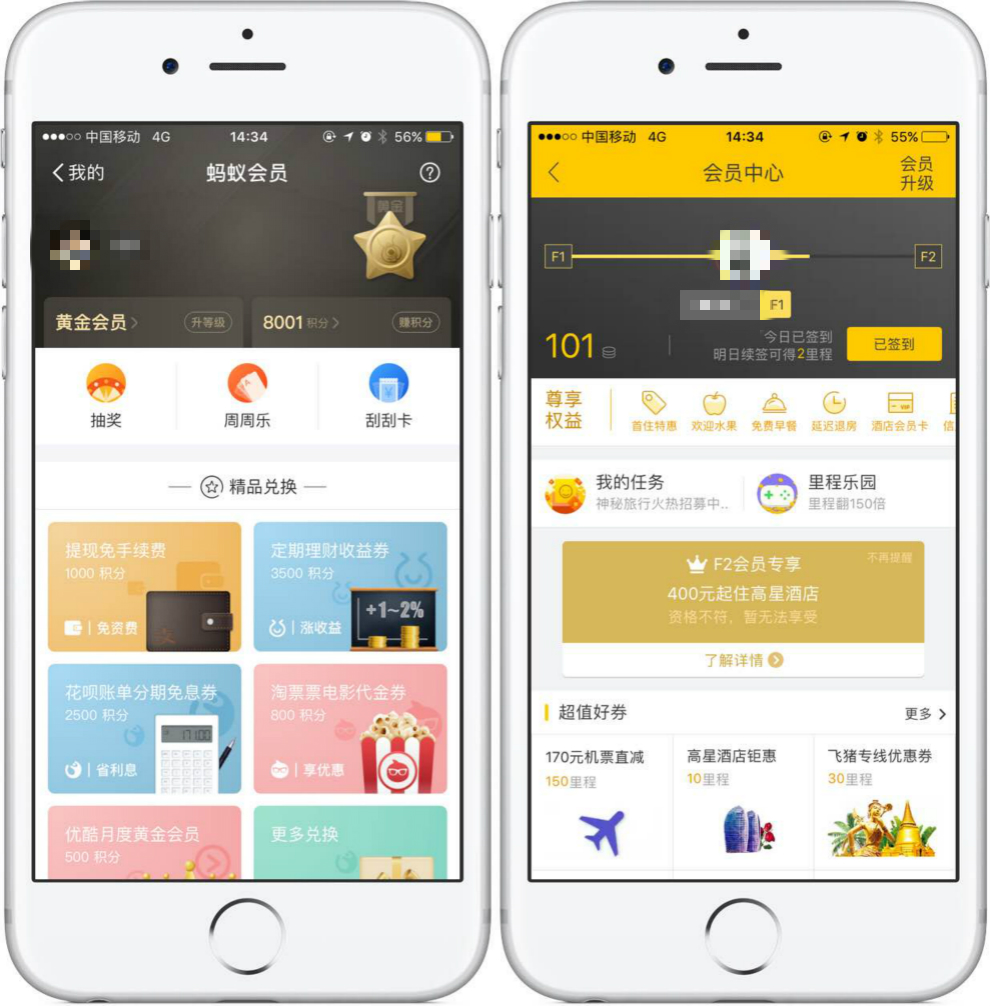 中国移动 4G 14:34 56%
我的 蚂蚁会员
黄金
黄金会员 升等级 8001 积分 赚积分
抽奖 周周乐 刮刮卡
精品兑换
提现免手续费
1000 积分
免资费
定期理财收益券
3500 积分
+1~2%
涨收益
花呗账单分期免息券
2500 积分
省利息
淘票票电影代金券
800 积分
享优惠
优酷月度黄金会员
500 积分
更多兑换
中国移动 4G 14:34 55%
会员中心
会员
升级
F1 F2
F1
101
今日已签到
明日续签可得2里程
已签到
尊享
权益
首住特惠 欢迎水果 免费早餐 延迟退房 酒店会员卡 信
我的任务
神秘旅行火热招募中..
里程乐园
里程翻150倍
不再提醒
F2会员专享
400元起住高星酒店
资格不符，暂无法享受
了解详情
超值好券 更多
170元机票直减
150里程
高星酒店钜惠
10里程
飞猪专线优惠券
30里程